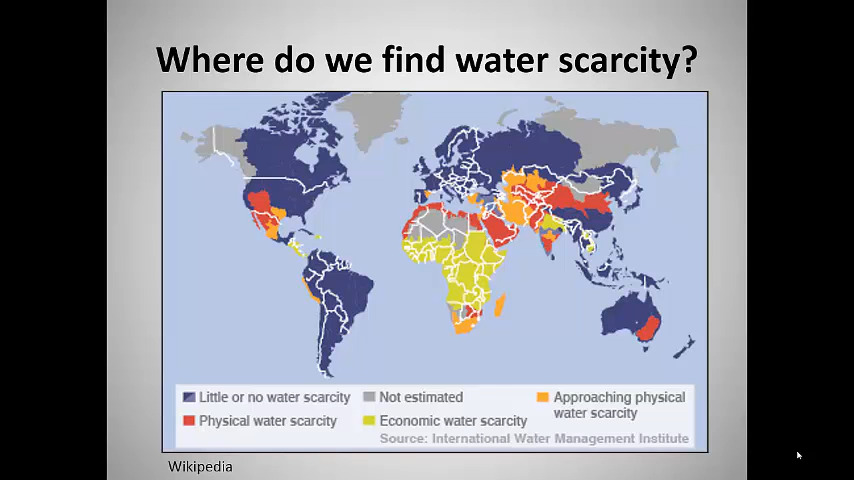 Where do we find water scarcity?
Little or no water scarcity
Not estimated
Approaching physical
water scarcity
Physical water scarcity
Economic water scarcity
Source: International Water Management Institute
Wikipedia